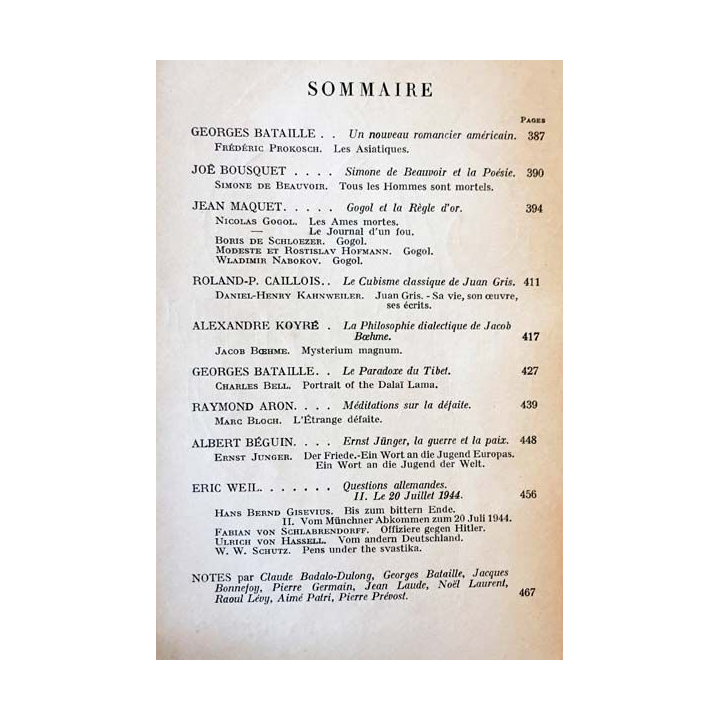 SOMMAIRE
PAGES
GEORGES BATAILLE . . Un nouveau romancier américain. 387
FRÉDÉRIC PROKOSCH. Les Asiatiques.
JOË BOUSQUET . . . . Simone de Beauvoir et la Poésie. 390
SIMONE DE BEAUVOIR. Tous les Hommes sont mortels.
JEAN MAQUET. . . . . Gogol et la Règle d'or. 394
NICOLAS GOGOL. Les Ames mortes.
— Le Journal d'un fou.
BORIS DE SCHLOEZER. Gogol.
MODESTE ET ROSTISLAV HOFMANN. Gogol.
WLADIMIR NABOKOV. Gogol.
ROLAND-P. CAILLOIS. . Le Cubisme classique de Juan Gris. 411
DANIEL-HENRY KAHNWEILER. Juan Gris. - Sa vie, son œuvre,
ses écrits.
ALEXANDRE KOYRÉ . La Philosophie dialectique de Jacob
Bœhme. 417
JACOB BŒHME. Mysterium magnum.
GEORGES BATAILLE. . Le Paradoxe du Tibet. 427
CHARLES BELL. Portrait of the Dalaï Lama.
RAYMOND ARON. . . . Méditations sur la défaite. 439
MARC BLOCH. L'Étrange défaite.
ALBERT BÉGUIN. . . . Ernst Jünger, la guerre et la paix. 448
ERNST JUNGER. Der Friede.-Ein Wort an die Jugend Europas.
Ein Wort an die Jugend der Welt.
ERIC WEIL. . . . . . . Questions allemandes.
II. Le 20 Juillet 1944. 456
HANS BERND GISEVIUS. Bis zum bittern Ende.
II. Vom Münchner Abkommen zum 20 Juli 1944.
FABIAN VON SCHLABRENDORFF. Offiziere gegen Hitler.
ULRICH VON HASSELL. Vom andern Deutschland.
W. W. SCHUTZ. Pens under the svastika.
NOTES par Claude Badalo-Dulong, Georges Bataille, Jacques
Bonnefoy, Pierre Germain, Jean Laude, Noël Laurent,
Raoul Lévy, Aimé Patri, Pierre Prévost. 467